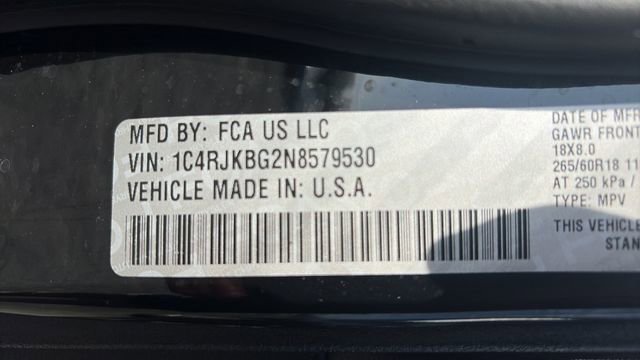 MFD BY: FCA US LLC
VIN: 1C4RJKBG2N8579530
VEHICLE MADE IN: U.S.A.
DATE OF MFR
GAWR FRONT
18X8.0
265/60R18 11
AT 250 kPa /
TYPE: MPV
THIS VEHICLE
STAN